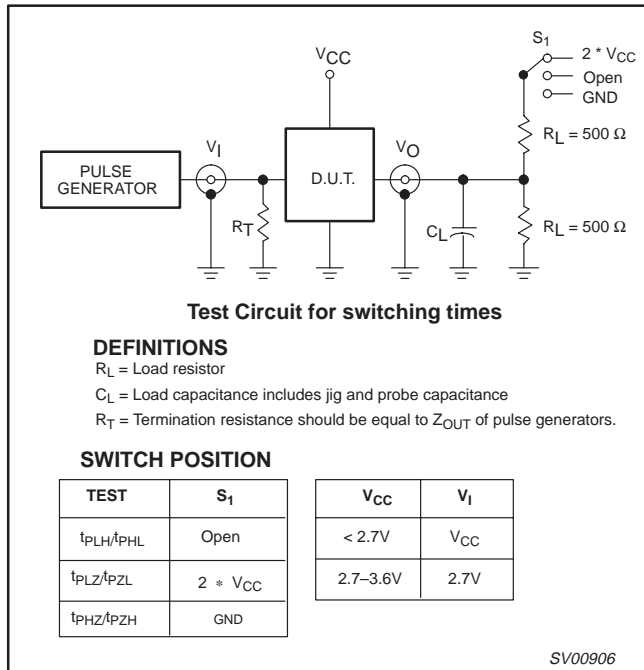 S1
2 * VCC
Open
GND
VCC
RL = 500 Ω
VI
VO
PULSE
GENERATOR
D.U.T.
RT
CL
RL = 500 Ω
Test Circuit for switching times
DEFINITIONS
RL = Load resistor
CL = Load capacitance includes jig and probe capacitance
RT = Termination resistance should be equal to ZOUT of pulse generators.
SWITCH POSITION
TEST S1
tPLH/tPHL Open
tPLZ/tPZL 2 * VCC
tPHZ/tPZH GND
VCC VI
< 2.7V VCC
2.7–3.6V 2.7V
SV00906